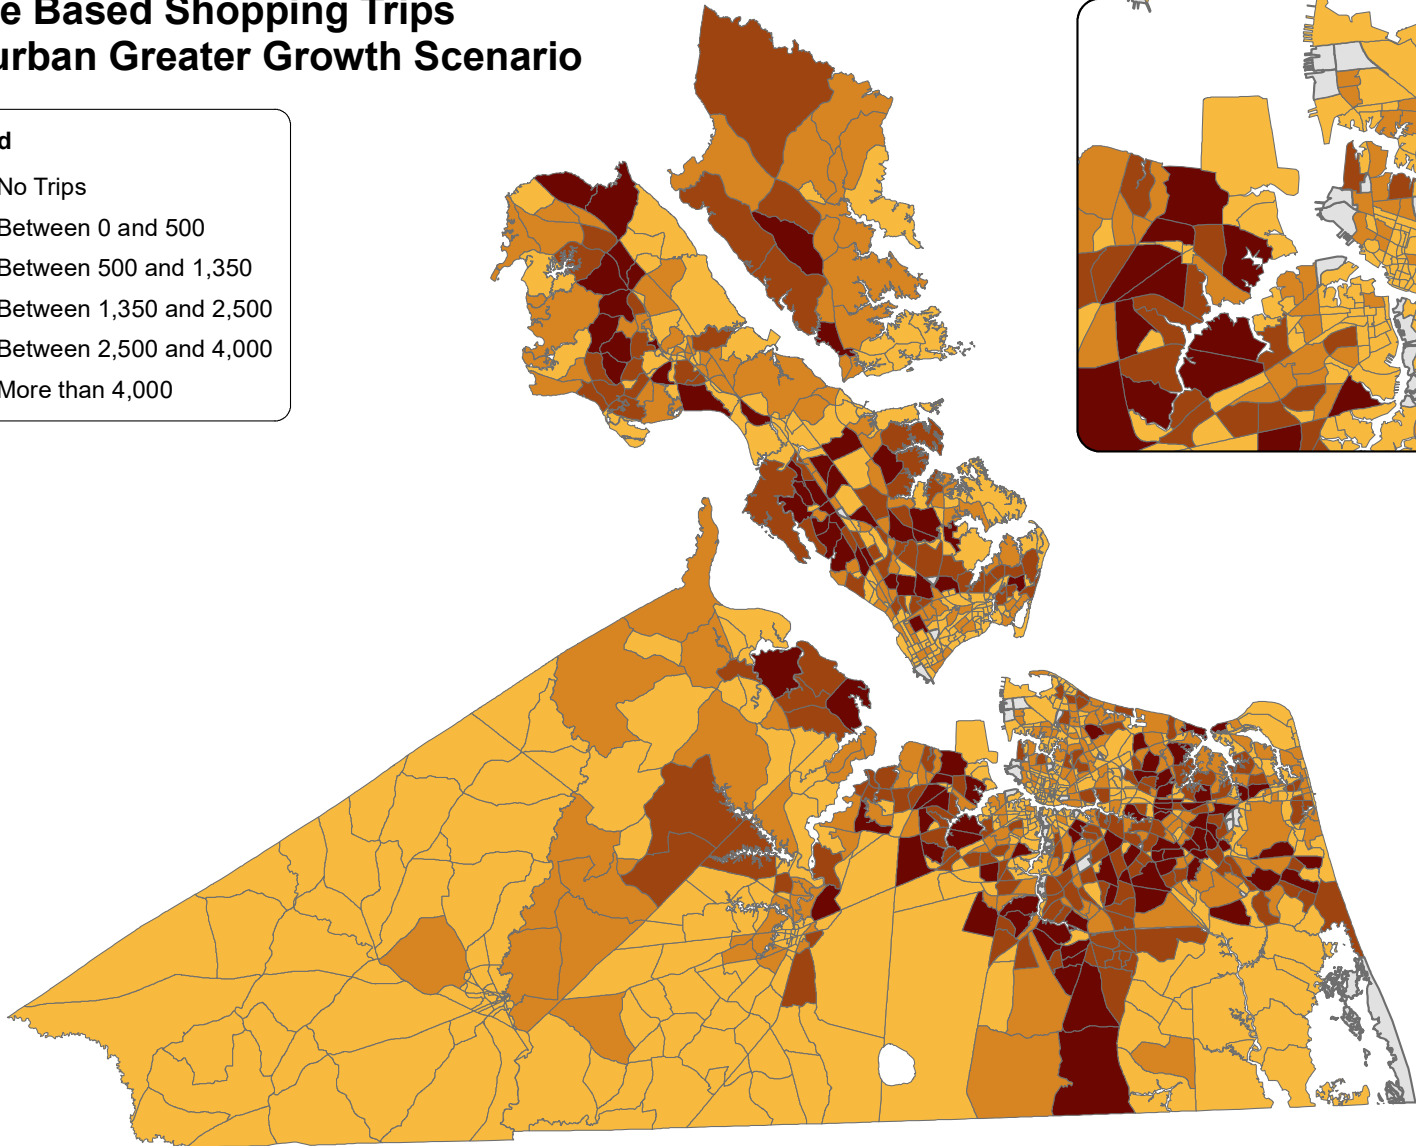 e Based Shopping Trips
urban Greater Growth Scenario
d
No Trips
Between 0 and 500
Between 500 and 1,350
Between 1,350 and 2,500
Between 2,500 and 4,000
More than 4,000